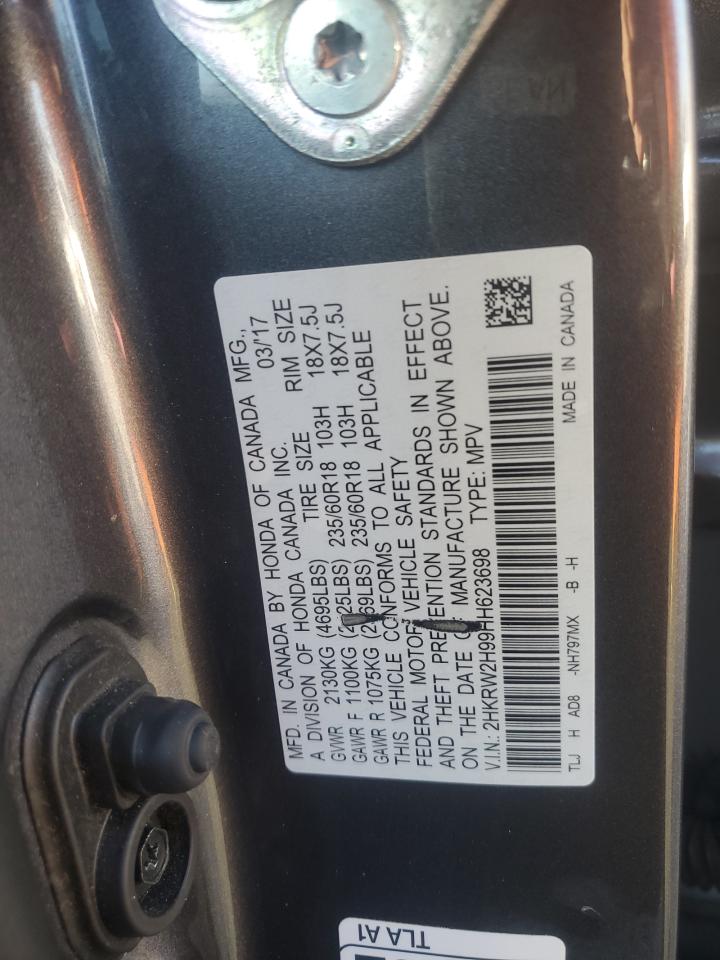 MFD. IN CANADA BY HONDA OF CANADA MFG.,
A DIVISION OF HONDA CANADA INC. 03/'17
GVWR 2130KG (4695LBS) TIRE SIZE RIM SIZE
GAWR F 1100KG (2425LBS) 235/60R18 103H 18X7.5J
GAWR R 1075KG (2369LBS) 235/60R18 103H 18X7.5J
THIS VEHICLE CONFORMS TO ALL APPLICABLE
FEDERAL MOTOR VEHICLE SAFETY
AND THEFT PREVENTION STANDARDS IN EFFECT
ON THE DATE OF MANUFACTURE SHOWN ABOVE.
V.I.N.: 2HKRW2H99HH623698 TYPE: MPV
TLJ H AD8 -NH797MX -B -H MADE IN CANADA
TLA A1